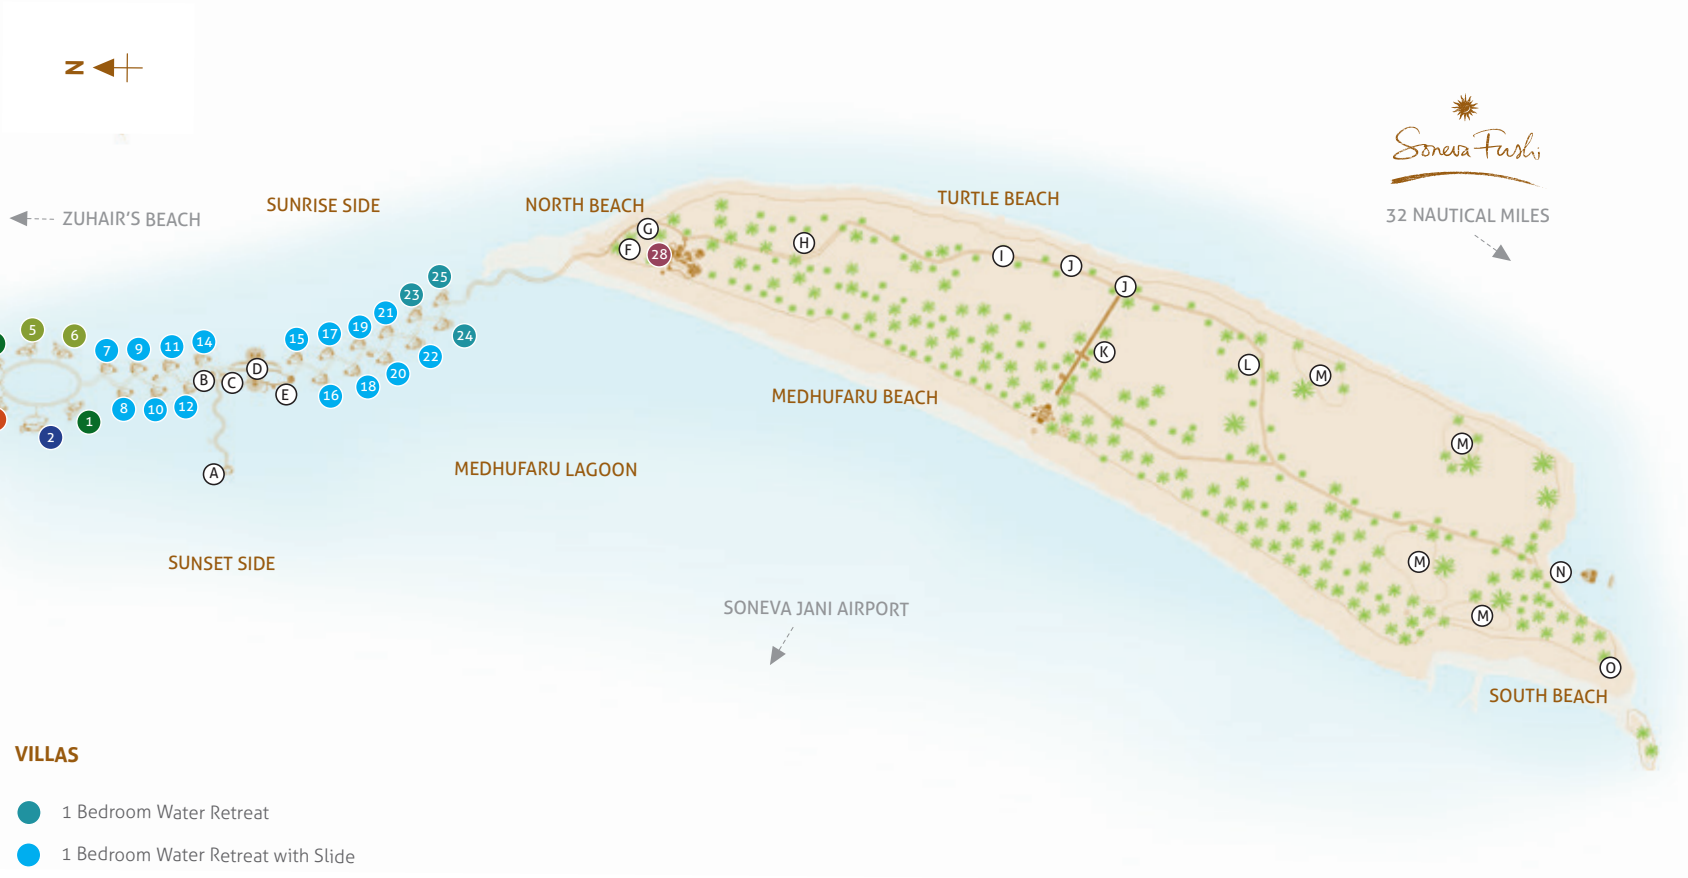 N
Soneva Fushi
32 NAUTICAL MILES
ZUHAIR'S BEACH
SUNRISE SIDE
NORTH BEACH
TURTLE BEACH
G
F
28
H
I
J
J
K
L
M
M
M
M
N
O
25
23
21
19
17
15
24
22
20
18
16
5
6
7
9
11
14
B
C
D
E
8
10
12
1
2
A
MEDHUFARU BEACH
MEDHUFARU LAGOON
SUNSET SIDE
SONEVA JANI AIRPORT
SOUTH BEACH
VILLAS
1 Bedroom Water Retreat
1 Bedroom Water Retreat with Slide